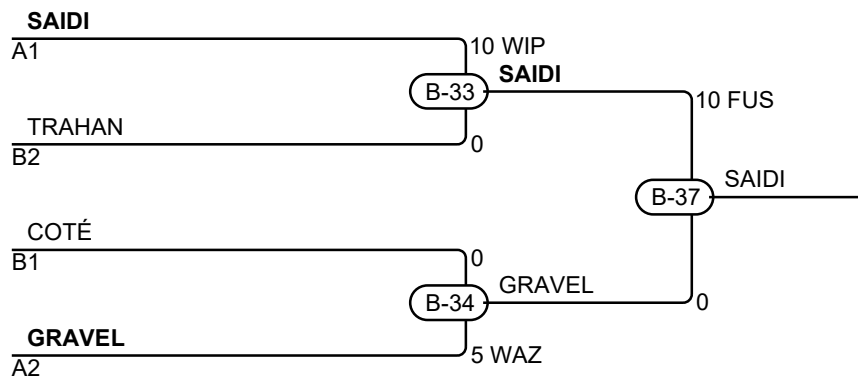 SAIDI
A1
10 WIP
B-33
SAIDI
TRAHAN
B2
0
10 FUS
B-37
SAIDI
COTÉ
B1
0
B-34
GRAVEL
0
GRAVEL
A2
5 WAZ